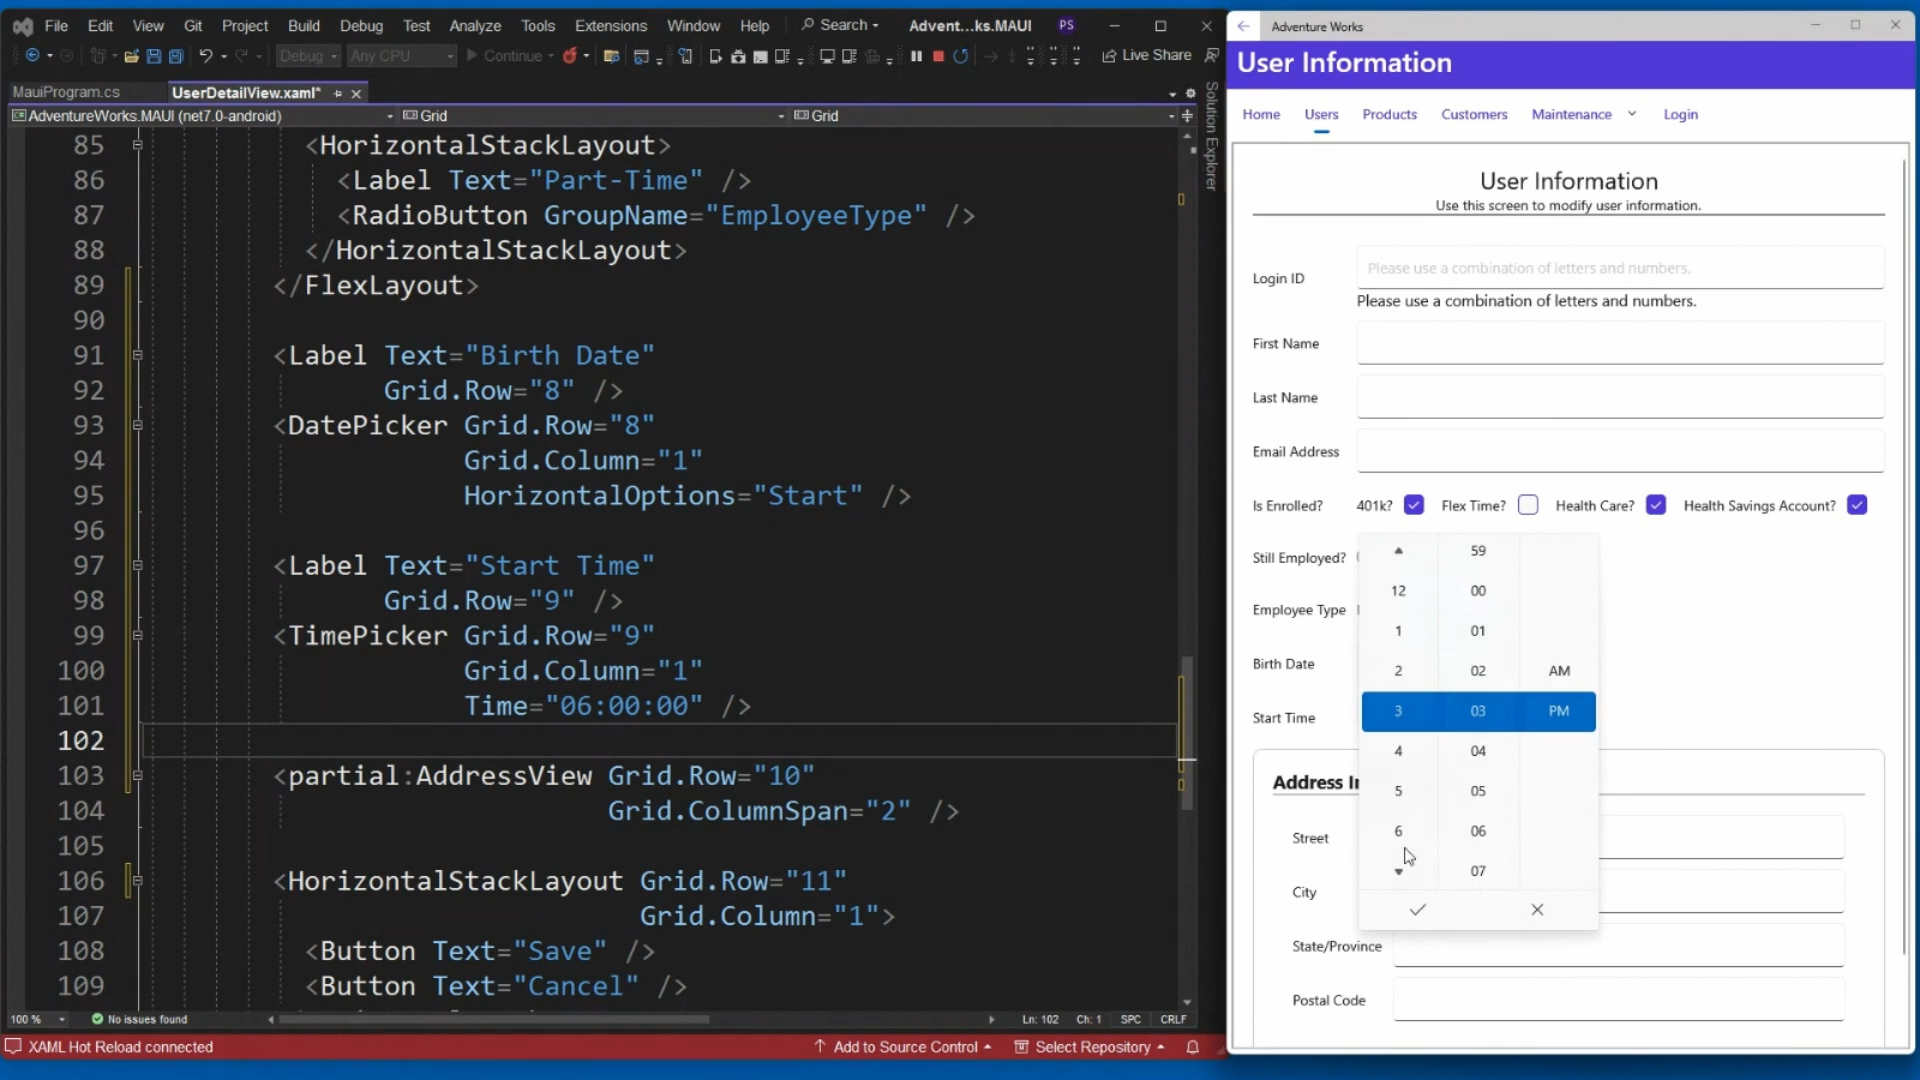 File Edit View Git Project Build Debug Test Analyze Tools Extensions Window Help Search Advent...ks.MAUI PS
Debug Any CPU Continue Live Share
MauiProgram.cs UserDetailView.xaml*
AdventureWorks.MAUI (net7.0-android) Grid Grid
Solution Explorer
85 <HorizontalStackLayout>
86 <Label Text="Part-Time" />
87 <RadioButton GroupName="EmployeeType" />
88 </HorizontalStackLayout>
89 </FlexLayout>
90
91 <Label Text="Birth Date"
92 Grid.Row="8" />
93 <DatePicker Grid.Row="8"
94 Grid.Column="1"
95 HorizontalOptions="Start" />
96
97 <Label Text="Start Time"
98 Grid.Row="9" />
99 <TimePicker Grid.Row="9"
100 Grid.Column="1"
101 Time="06:00:00" />
102
103 <partial:AddressView Grid.Row="10"
104 Grid.ColumnSpan="2" />
105
106 <HorizontalStackLayout Grid.Row="11"
107 Grid.Column="1">
108 <Button Text="Save" />
109 <Button Text="Cancel" />
100 % No issues found Ln: 102 Ch: 1 SPC CRLF
XAML Hot Reload connected Add to Source Control Select Repository
Adventure Works
User Information
Home Users Products Customers Maintenance Login
User Information
Use this screen to modify user information.
Login ID Please use a combination of letters and numbers.
Please use a combination of letters and numbers.
First Name
Last Name
Email Address
Is Enrolled? 401k? Flex Time? Health Care? Health Savings Account?
Still Employed?
Employee Type
Birth Date
Start Time
59
12 00
1 01
2 02 AM
3 03 PM
4 04
5 05
6 06
07
Address
Street
City
State/Province
Postal Code